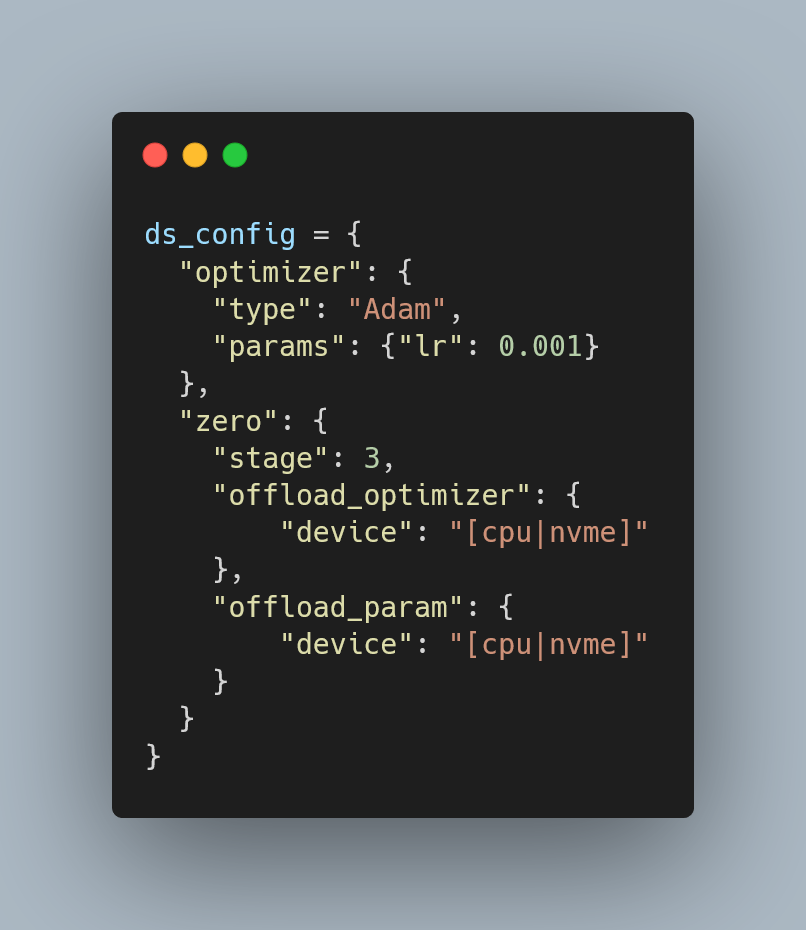 ds_config = {
  "optimizer": {
    "type": "Adam",
    "params": {"lr": 0.001}
  },
  "zero": {
    "stage": 3,
    "offload_optimizer": {
        "device": "[cpu|nvme]"
    },
    "offload_param": {
        "device": "[cpu|nvme]"
    }
  }
}